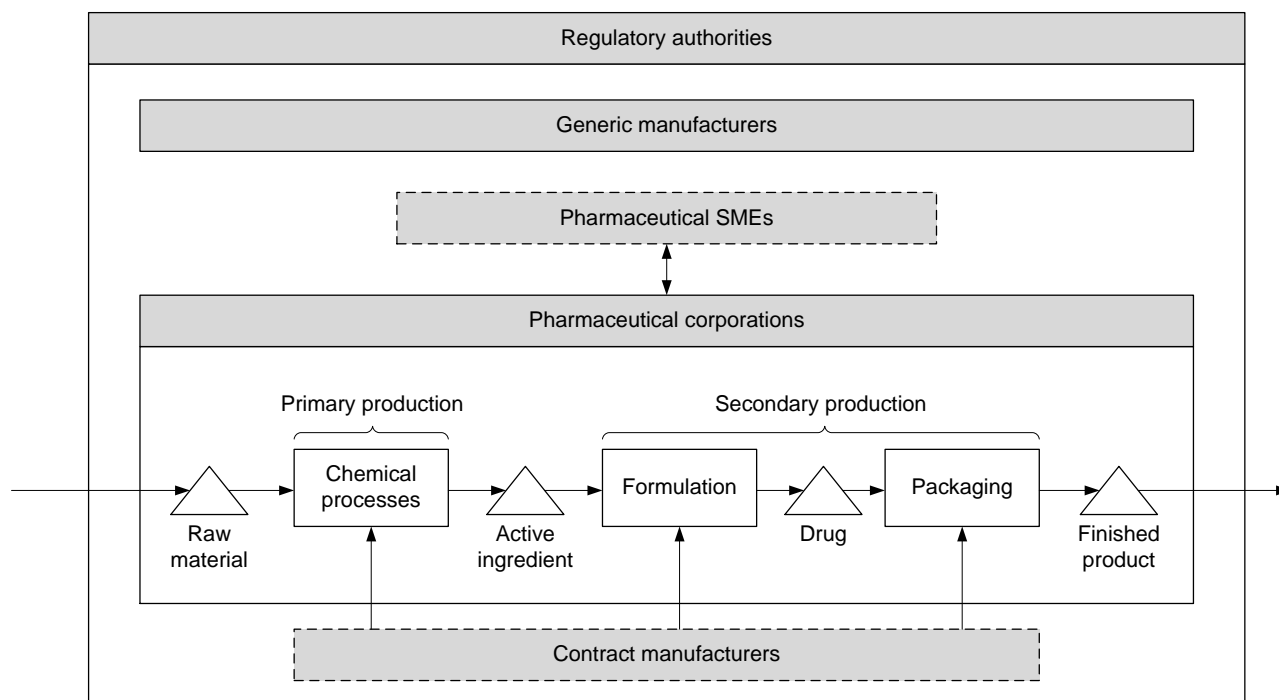 Regulatory authorities
Generic manufacturers
Pharmaceutical SMEs
Pharmaceutical corporations
Primary production
Secondary production
Chemical
processes
Formulation
Packaging
Raw
material
Active
ingredient
Drug
Finished
product
Contract manufacturers